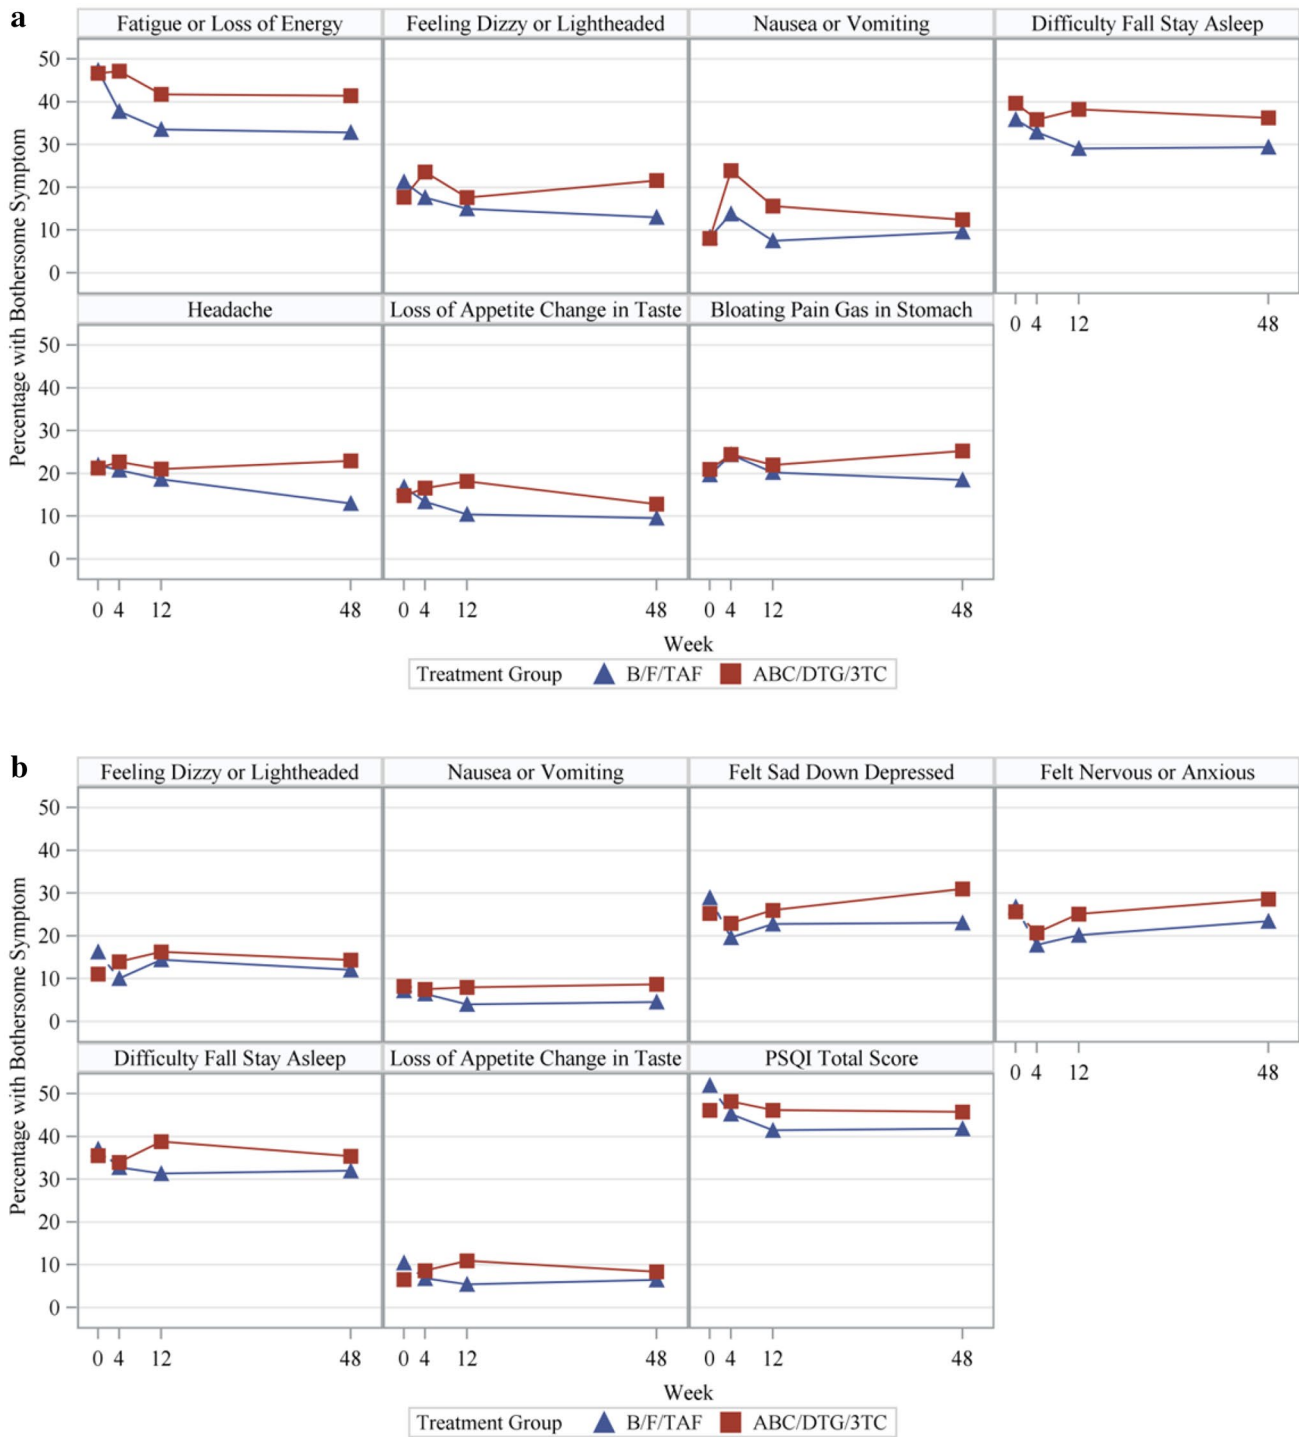 a
Fatigue or Loss of Energy
Feeling Dizzy or Lightheaded
Nausea or Vomiting
Difficulty Fall Stay Asleep
Percentage with Bothersome Symptom
50
40
30
20
10
0
0 4 12 48
Headache
Loss of Appetite Change in Taste
Bloating Pain Gas in Stomach
50
40
30
20
10
0
0 4 12 48
0 4 12 48
0 4 12 48
Week
Treatment Group B/F/TAF ABC/DTG/3TC
b
Feeling Dizzy or Lightheaded
Nausea or Vomiting
Felt Sad Down Depressed
Felt Nervous or Anxious
Percentage with Bothersome Symptom
50
40
30
20
10
0
0 4 12 48
Difficulty Fall Stay Asleep
Loss of Appetite Change in Taste
PSQI Total Score
50
40
30
20
10
0
0 4 12 48
0 4 12 48
0 4 12 48
Week
Treatment Group B/F/TAF ABC/DTG/3TC